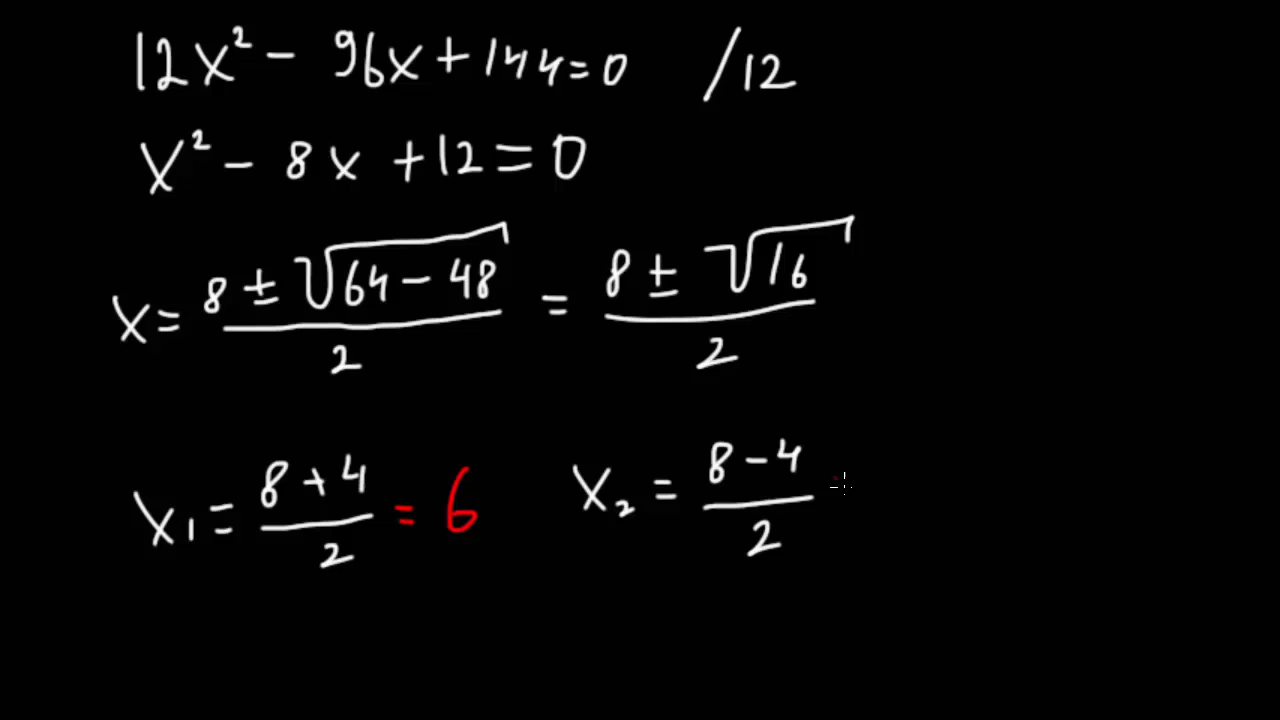 12x² - 96x + 144 = 0 /12
x² - 8x + 12 = 0
x = (8 ± √(64 - 48))/2 = (8 ± √16)/2
x₁ = (8 + 4)/2 = 6 x₂ = (8 - 4)/2